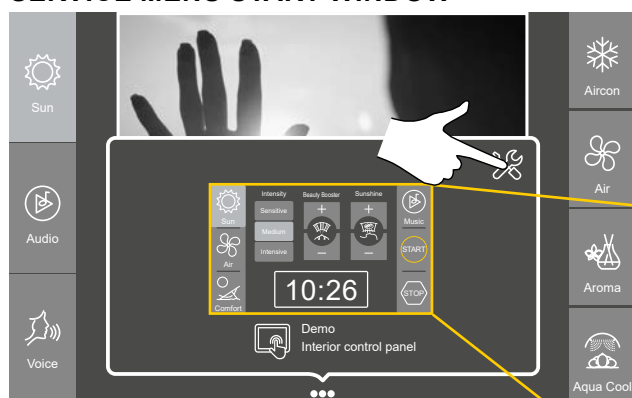 SERVICE MENU START WINDOW
Sun
Audio
Voice
Aircon
Air
Aroma
Aqua Cool
Intensity
Sensitive
Medium
Intensive
Beauty Booster
+
−
Sunshine
+
−
Sun
Air
Comfort
Music
START
STOP
10:26
Demo
Interior control panel